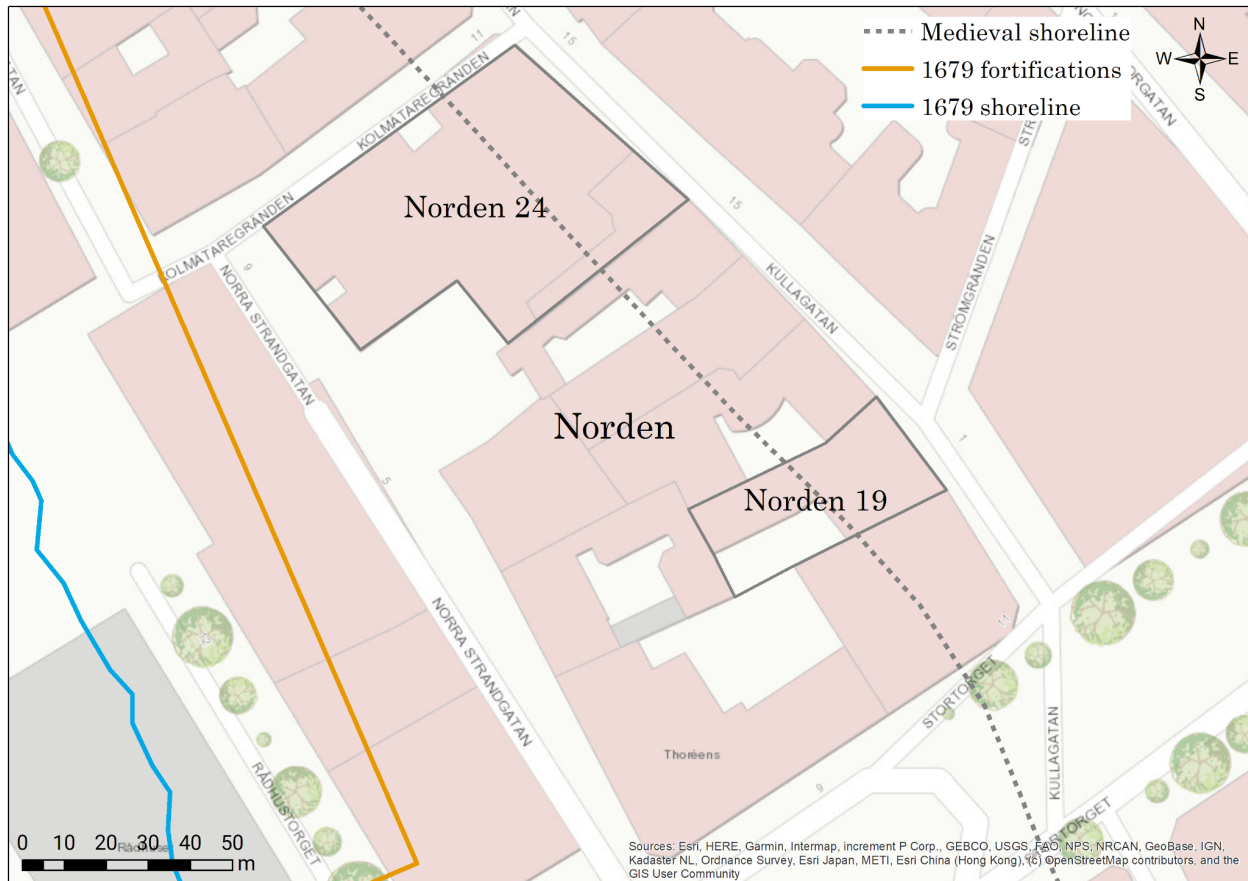 Medieval shoreline
1679 fortifications
1679 shoreline
N
W E
S
11
15
KOLMATAREGRÄNDEN
Norden 24
15
KOLMATAREGRÄNDEN
9
NORRA STRANDGATAN
KULLAGATAN
STRÖMGRÄNDEN
Norden
1
5
Norden 19
NORRA STRANDGATAN
11
STORTORGET
KULLAGATAN
Thoréens
9
RÅDHUSTORGET
STORTORGET
0 10 20 30 40 50
m
Sources: Esri, HERE, Garmin, Intermap, increment P Corp., GEBCO, USGS, FAO, NPS, NRCAN, GeoBase, IGN,
Kadaster NL, Ordnance Survey, Esri Japan, METI, Esri China (Hong Kong), (c) OpenStreetMap contributors, and the
GIS User Community